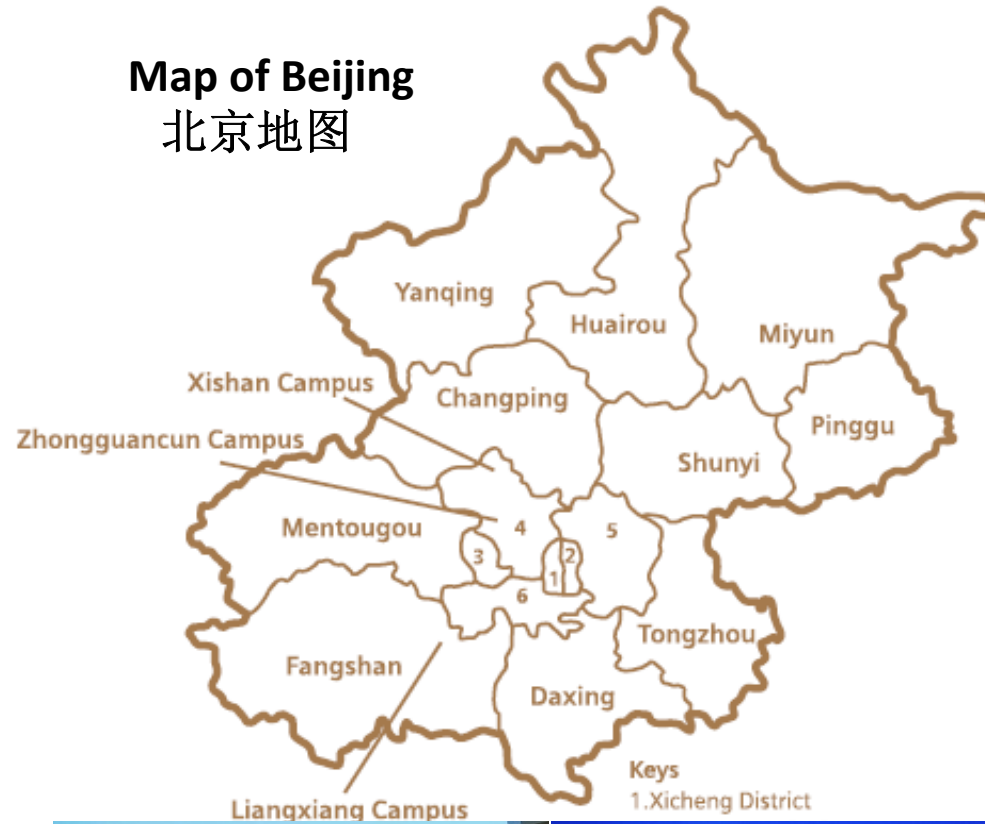 Map of Beijing
北京地图
Yanqing
Huairou
Miyun
Xishan Campus
Changping
Pinggu
Zhongguancun Campus
Shunyi
Mentougou
4
5
3
2
1
6
Tongzhou
Fangshan
Daxing
Keys
1.Xicheng District
Liangxiang Campus